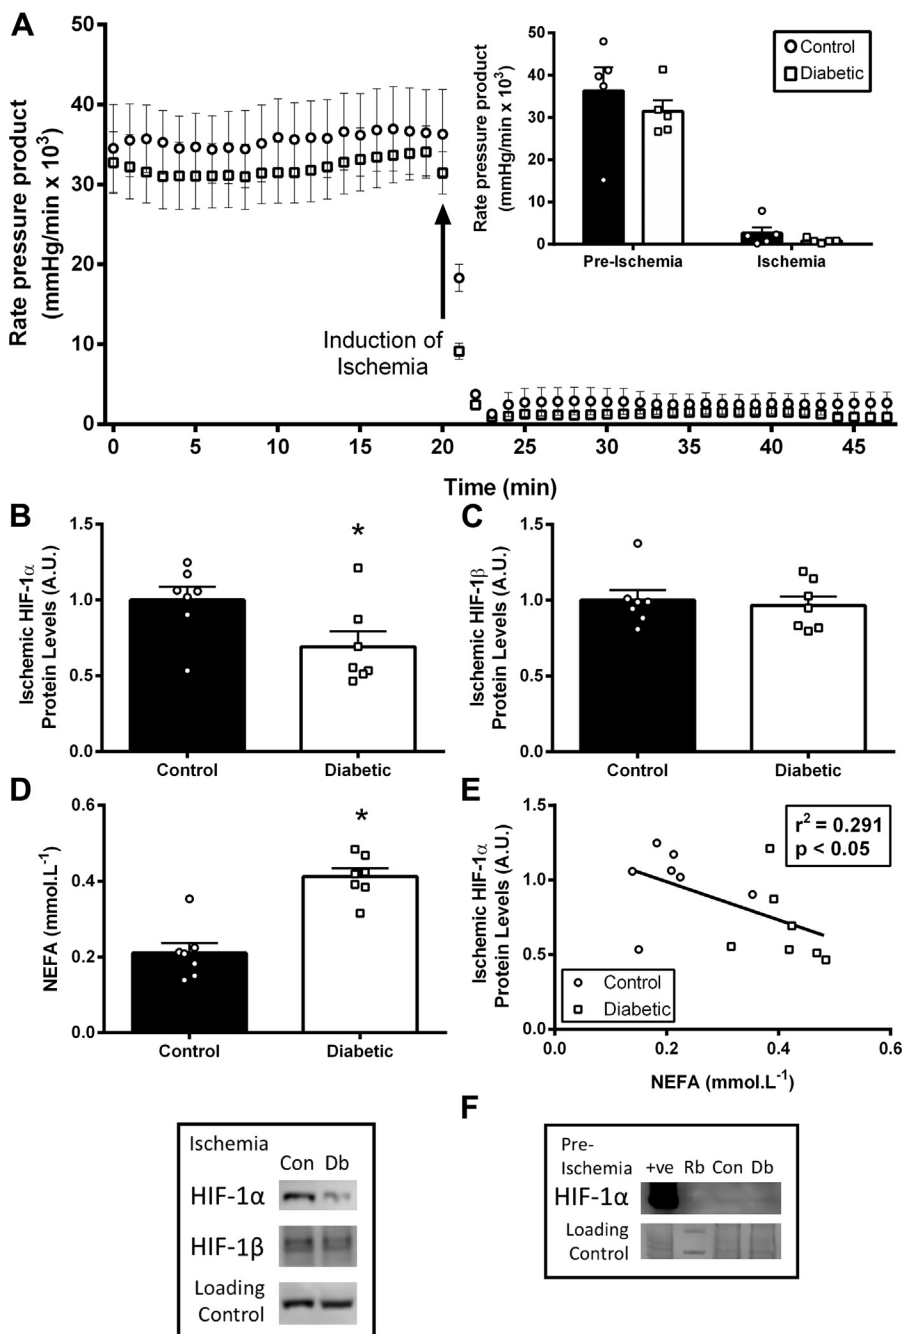 A
Rate pressure product
(mmHg/min x 10³)
50
40
30
20
10
0
0
5
10
15
20
25
30
35
40
45
Time (min)
Induction of
Ischemia
Rate pressure product
(mmHg/min x 10³)
50
40
30
20
10
0
Pre-Ischemia
Ischemia
Control
Diabetic
B
Ischemic HIF-1α
Protein Levels (A.U.)
1.5
1.0
0.5
0.0
*
Control
Diabetic
C
Ischemic HIF-1β
Protein Levels (A.U.)
1.5
1.0
0.5
0.0
Control
Diabetic
D
NEFA (mmol.L⁻¹)
0.6
0.4
0.2
0.0
*
Control
Diabetic
E
Ischemic HIF-1α
Protein Levels (A.U.)
1.5
1.0
0.5
0.0
r² = 0.291
p < 0.05
Control
Diabetic
0.0
0.2
0.4
0.6
NEFA (mmol.L⁻¹)
Ischemia
Con Db
HIF-1α
HIF-1β
Loading
Control
F
Pre-
Ischemia +ve Rb Con Db
HIF-1α
Loading
Control